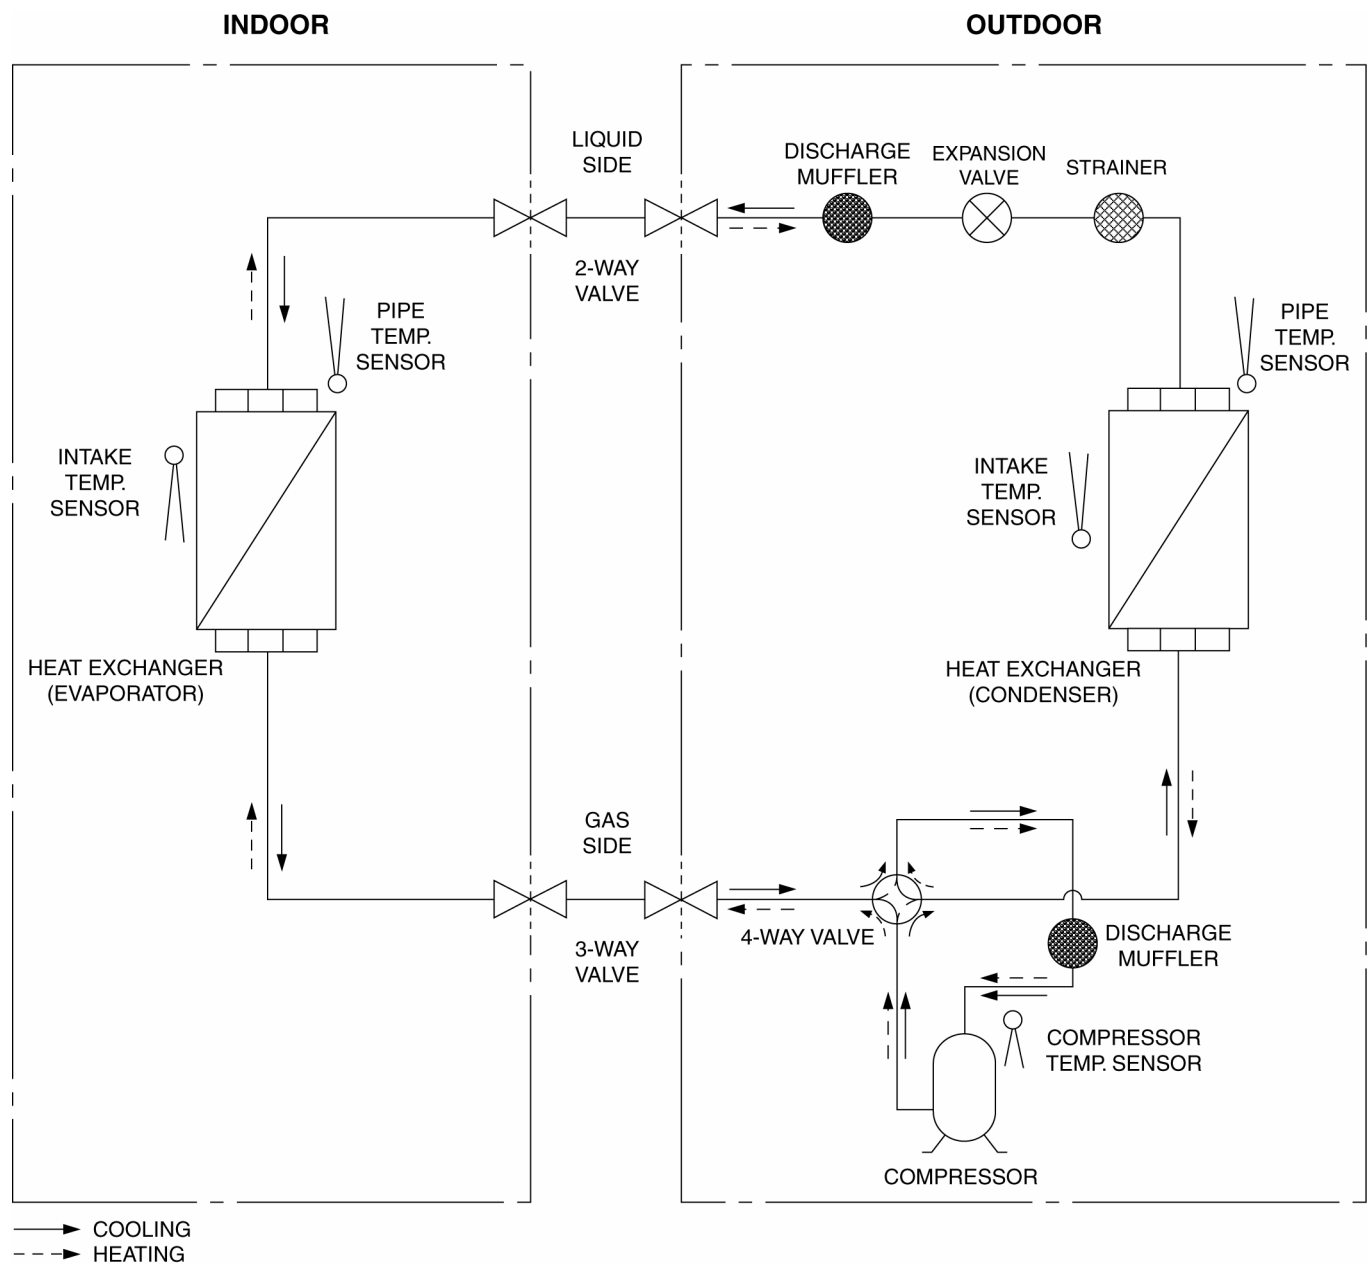 INDOOR
OUTDOOR
LIQUID
SIDE
DISCHARGE
MUFFLER
EXPANSION
VALVE
STRAINER
2-WAY
VALVE
PIPE
TEMP.
SENSOR
PIPE
TEMP.
SENSOR
INTAKE
TEMP.
SENSOR
INTAKE
TEMP.
SENSOR
HEAT EXCHANGER
(EVAPORATOR)
HEAT EXCHANGER
(CONDENSER)
GAS
SIDE
3-WAY
VALVE
4-WAY VALVE
DISCHARGE
MUFFLER
COMPRESSOR
TEMP. SENSOR
COMPRESSOR
COOLING
HEATING